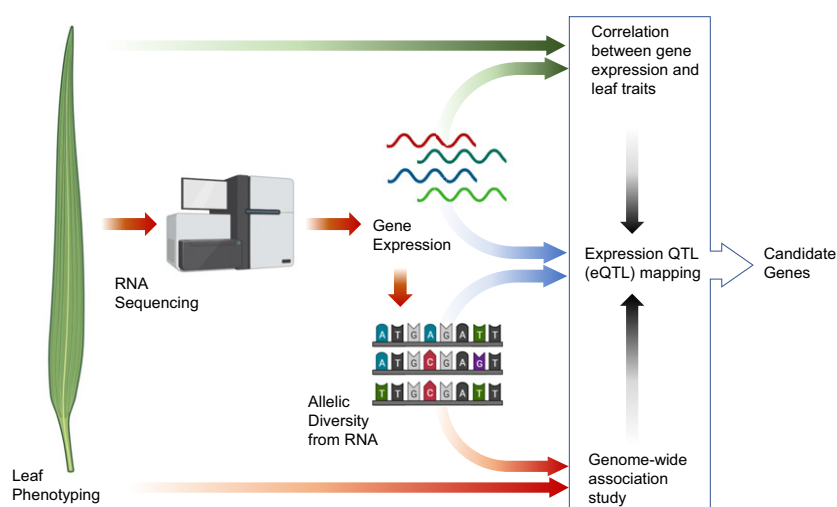 Correlation
between gene
expression and
leaf traits
Gene
Expression
RNA
Sequencing
Expression QTL
(eQTL) mapping
Candidate
Genes
A T G A G A T T
A T G C G A G T
T T G C G A T T
Allelic
Diversity
from RNA
Leaf
Phenotyping
Genome-wide
association
study